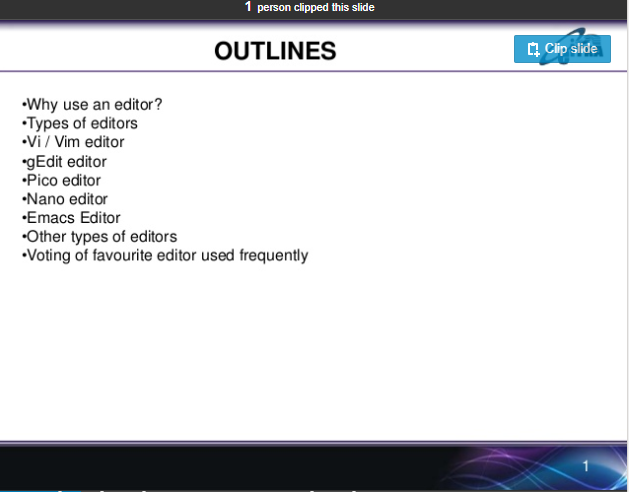 1 person clipped this slide
OUTLINES
Clip slide
•Why use an editor?
•Types of editors
•Vi / Vim editor
•gEdit editor
•Pico editor
•Nano editor
•Emacs Editor
•Other types of editors
•Voting of favourite editor used frequently
1